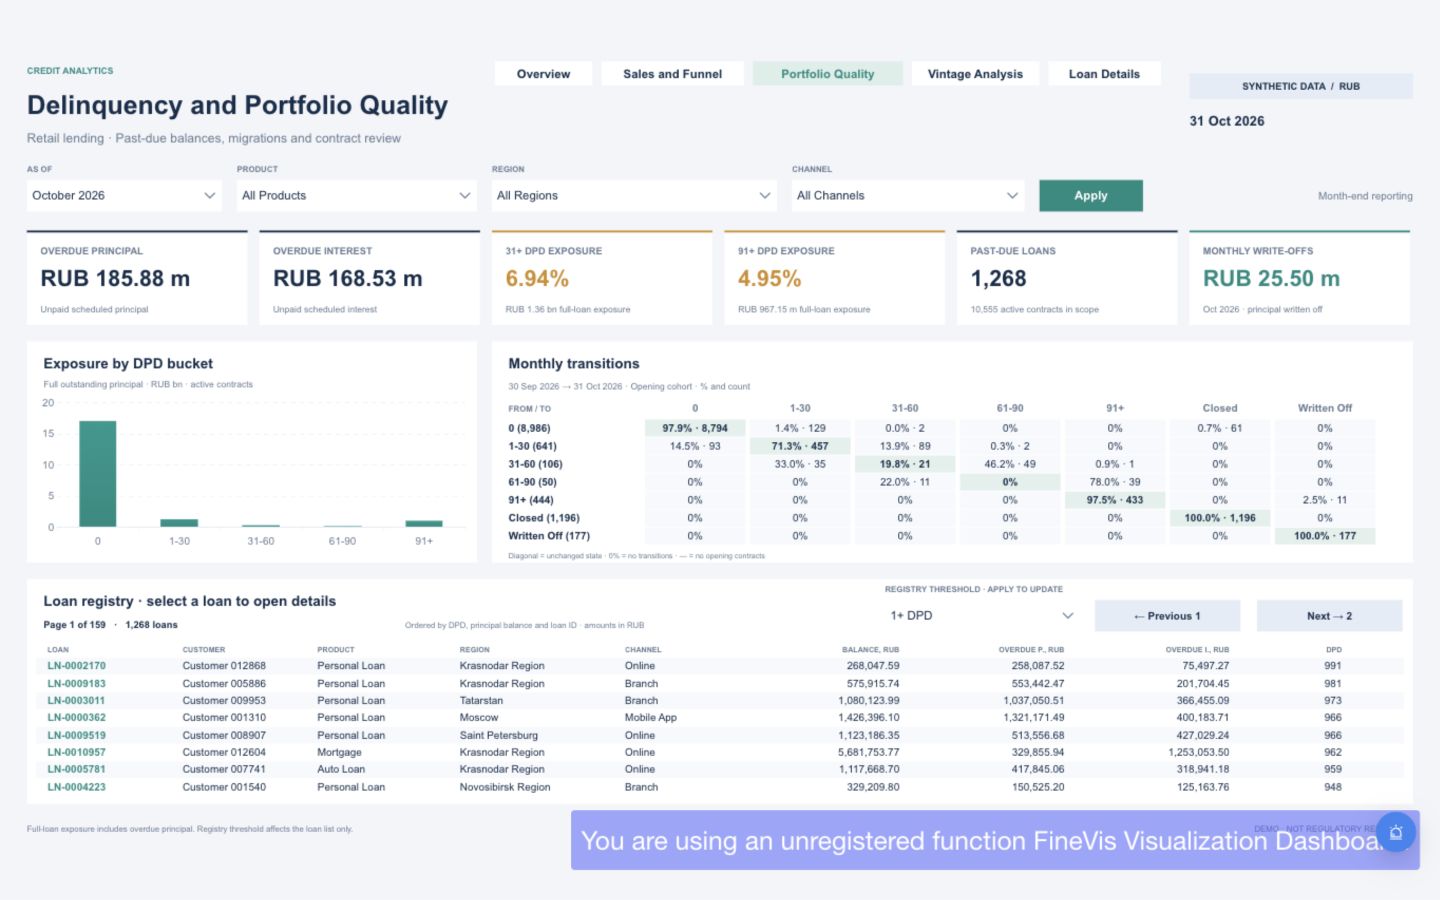 CREDIT ANALYTICS
Overview Sales and Funnel Portfolio Quality Vintage Analysis Loan Details
SYNTHETIC DATA / RUB
Delinquency and Portfolio Quality
31 Oct 2026
Retail lending · Past-due balances, migrations and contract review
AS OF PRODUCT REGION CHANNEL
October 2026 All Products All Regions All Channels Apply Month-end reporting
OVERDUE PRINCIPAL
RUB 185.88 m
Unpaid scheduled principal
OVERDUE INTEREST
RUB 168.53 m
Unpaid scheduled interest
31+ DPD EXPOSURE
6.94%
RUB 1.36 bn full-loan exposure
91+ DPD EXPOSURE
4.95%
RUB 967.15 m full-loan exposure
PAST-DUE LOANS
1,268
10,555 active contracts in scope
MONTHLY WRITE-OFFS
RUB 25.50 m
Oct 2026 · principal written off
Exposure by DPD bucket
Full outstanding principal · RUB bn · active contracts
20
15
10
5
0
0 1-30 31-60 61-90 91+
Monthly transitions
30 Sep 2026 → 31 Oct 2026 · Opening cohort · % and count
FROM / TO 0 1-30 31-60 61-90 91+ Closed Written Off
0 (8,986) 97.9% · 8,794 1.4% · 129 0.0% · 2 0% 0% 0.7% · 61 0%
1-30 (641) 14.5% · 93 71.3% · 457 13.9% · 89 0.3% · 2 0% 0% 0%
31-60 (106) 0% 33.0% · 35 19.8% · 21 46.2% · 49 0.9% · 1 0% 0%
61-90 (50) 0% 0% 22.0% · 11 0% 78.0% · 39 0% 0%
91+ (444) 0% 0% 0% 0% 97.5% · 433 0% 2.5% · 11
Closed (1,196) 0% 0% 0% 0% 0% 100.0% · 1,196 0%
Written Off (177) 0% 0% 0% 0% 0% 0% 100.0% · 177
Diagonal = unchanged state · 0% = no transitions · — = no opening contracts
Loan registry · select a loan to open details
REGISTRY THRESHOLD · APPLY TO UPDATE
1+ DPD ← Previous 1 Next → 2
Page 1 of 159 · 1,268 loans Ordered by DPD, principal balance and loan ID · amounts in RUB
LOAN CUSTOMER PRODUCT REGION CHANNEL BALANCE, RUB OVERDUE P., RUB OVERDUE I., RUB DPD
LN-0002170 Customer 012868 Personal Loan Krasnodar Region Online 268,047.59 258,087.52 75,497.27 991
LN-0009183 Customer 005886 Personal Loan Krasnodar Region Branch 575,915.74 553,442.47 201,704.45 981
LN-0003011 Customer 009953 Personal Loan Tatarstan Branch 1,080,123.99 1,037,050.51 366,455.09 973
LN-0000362 Customer 001310 Personal Loan Moscow Mobile App 1,426,396.10 1,321,171.49 400,183.71 966
LN-0009519 Customer 008907 Personal Loan Saint Petersburg Online 1,123,186.35 513,556.68 427,029.24 966
LN-0010957 Customer 012604 Mortgage Krasnodar Region Online 5,681,753.77 329,855.94 1,253,053.50 962
LN-0005781 Customer 007741 Auto Loan Krasnodar Region Online 1,117,668.70 417,845.06 318,941.18 959
LN-0004223 Customer 001540 Personal Loan Novosibirsk Region Branch 329,209.80 150,525.20 125,163.76 948
Full-loan exposure includes overdue principal. Registry threshold affects the loan list only.
DEMO · NOT REGULATORY
You are using an unregistered function FineVis Visualization